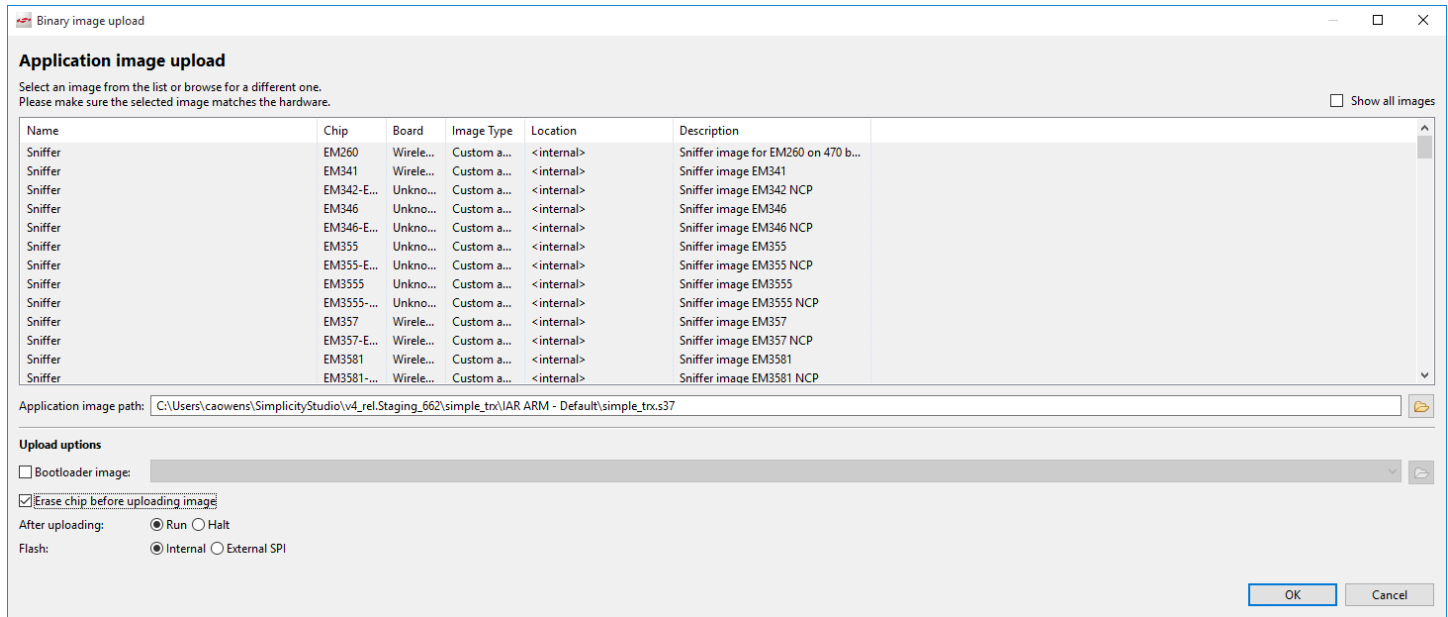 Binary image upload
Application image upload
Select an image from the list or browse for a different one.
Please make sure the selected image matches the hardware.
Show all images
Name Chip Board Image Type Location Description
Sniffer EM260 Wirele... Custom a... <internal> Sniffer image for EM260 on 470 b...
Sniffer EM341 Wirele... Custom a... <internal> Sniffer image EM341
Sniffer EM342-E... Unkno... Custom a... <internal> Sniffer image EM342 NCP
Sniffer EM346 Unkno... Custom a... <internal> Sniffer image EM346
Sniffer EM346-E... Unkno... Custom a... <internal> Sniffer image EM346 NCP
Sniffer EM355 Unkno... Custom a... <internal> Sniffer image EM355
Sniffer EM355-E... Unkno... Custom a... <internal> Sniffer image EM355 NCP
Sniffer EM3555 Unkno... Custom a... <internal> Sniffer image EM3555
Sniffer EM3555-... Unkno... Custom a... <internal> Sniffer image EM3555 NCP
Sniffer EM357 Wirele... Custom a... <internal> Sniffer image EM357
Sniffer EM357-E... Wirele... Custom a... <internal> Sniffer image EM357 NCP
Sniffer EM3581 Wirele... Custom a... <internal> Sniffer image EM3581
Sniffer EM3581-... Wirele... Custom a... <internal> Sniffer image EM3581 NCP
Application image path: C:\Users\caowens\SimplicityStudio\v4_rel.Staging_662\simple_trx\IAR ARM - Default\simple_trx.s37
Upload uptions
Bootloader image:
Erase chip before uploading image
After uploading: Run Halt
Flash: Internal External SPI
OK Cancel